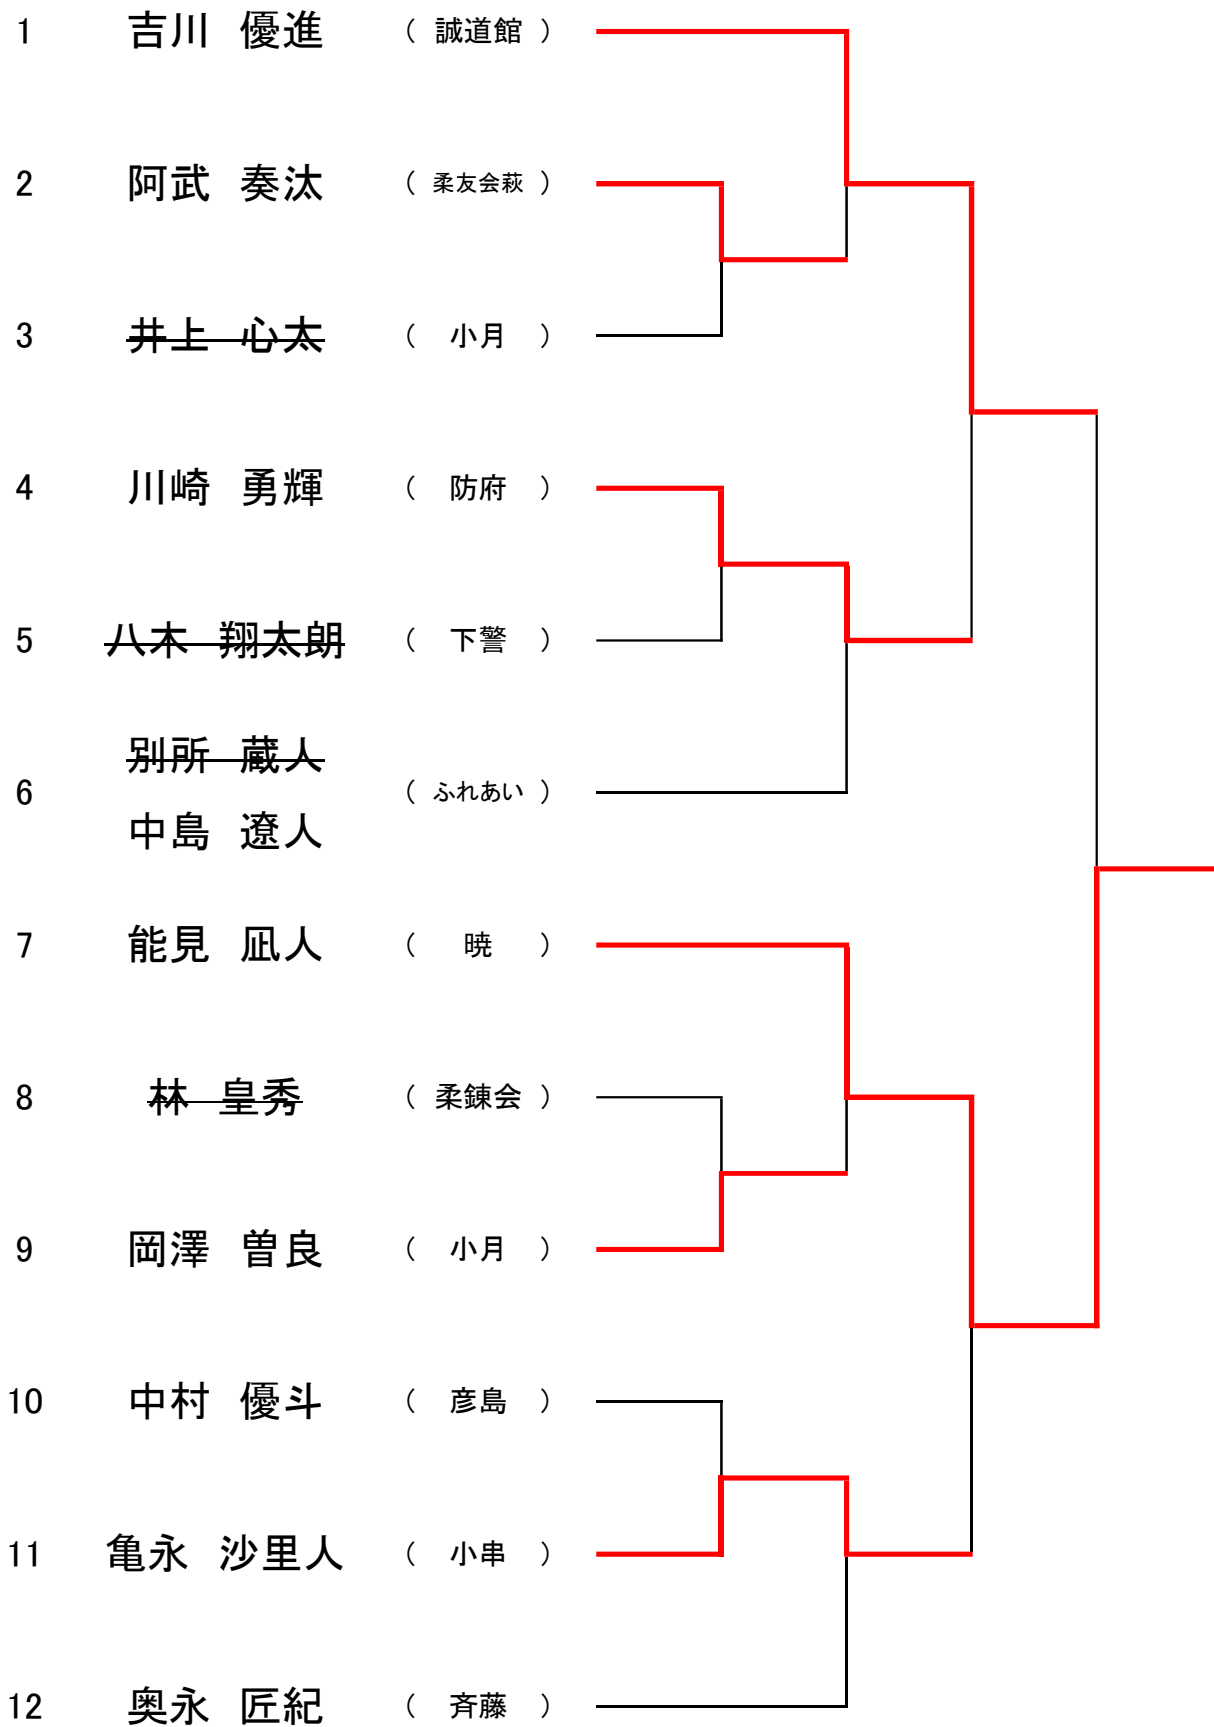 1 吉川 優進 ( 誠道館 )
2 阿武 奏汰 ( 柔友会萩 )
3 井上 心太 ( 小月 )
4 川崎 勇輝 ( 防府 )
5 八木 翔太朗 ( 下警 )
別所 蔵人
6 ( ふれあい )
中島 遼人
7 能見 凪人 ( 暁 )
8 林 皇秀 ( 柔錬会 )
9 岡澤 曽良 ( 小月 )
10 中村 優斗 ( 彦島 )
11 亀永 沙里人 ( 小串 )
12 奥永 匠紀 ( 斉藤 )